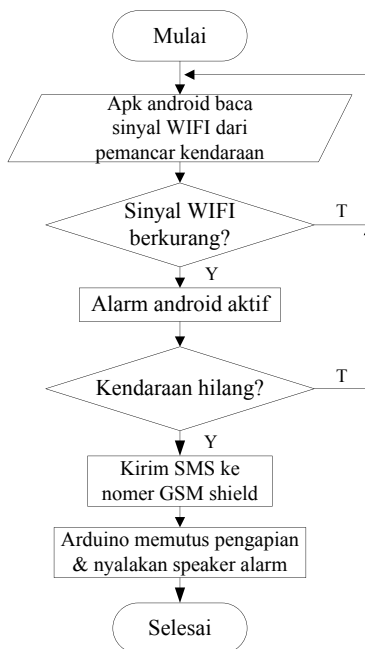 Mulai
Apk android baca
sinyal WIFI dari
pemancar kendaraan
Sinyal WIFI
berkurang?
T
Y
Alarm android aktif
Kendaraan hilang?
T
Y
Kirim SMS ke
nomer GSM shield
Arduino memutus pengapian
& nyalakan speaker alarm
Selesai